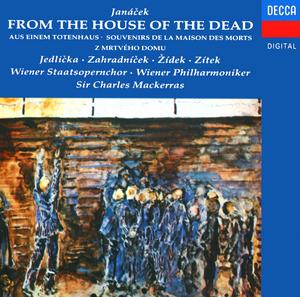 Janáček
FROM THE HOUSE OF THE DEAD
AUS EINEM TOTENHAUS · SOUVENIRS DE LA MAISON DES MORTS
Z MRTVÉHO DOMU
Jedlička · Zahradníček · Žídek · Zítek
Wiener Staatsopernchor · Wiener Philharmoniker
Sir Charles Mackerras
DECCA
DIGITAL